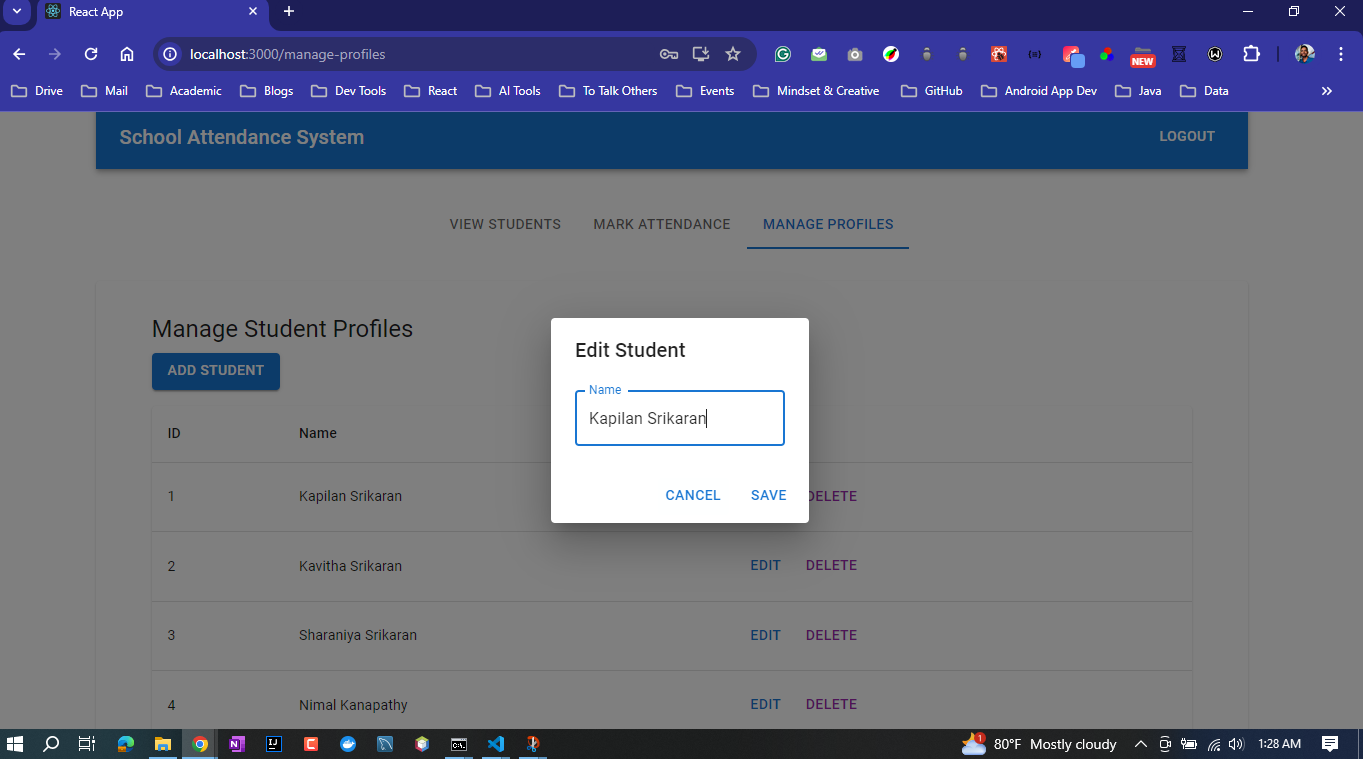 React App
localhost:3000/manage-profiles
NEW
Drive Mail Academic Blogs Dev Tools React AI Tools To Talk Others Events Mindset & Creative GitHub Android App Dev Java Data
School Attendance System LOGOUT
VIEW STUDENTS MARK ATTENDANCE MANAGE PROFILES
Manage Student Profiles
ADD STUDENT
ID Name
1 Kapilan Srikaran DELETE
2 Kavitha Srikaran EDIT DELETE
3 Sharaniya Srikaran EDIT DELETE
4 Nimal Kanapathy EDIT DELETE
Edit Student
Name
Kapilan Srikaran
CANCEL SAVE
1 80°F Mostly cloudy 1:28 AM